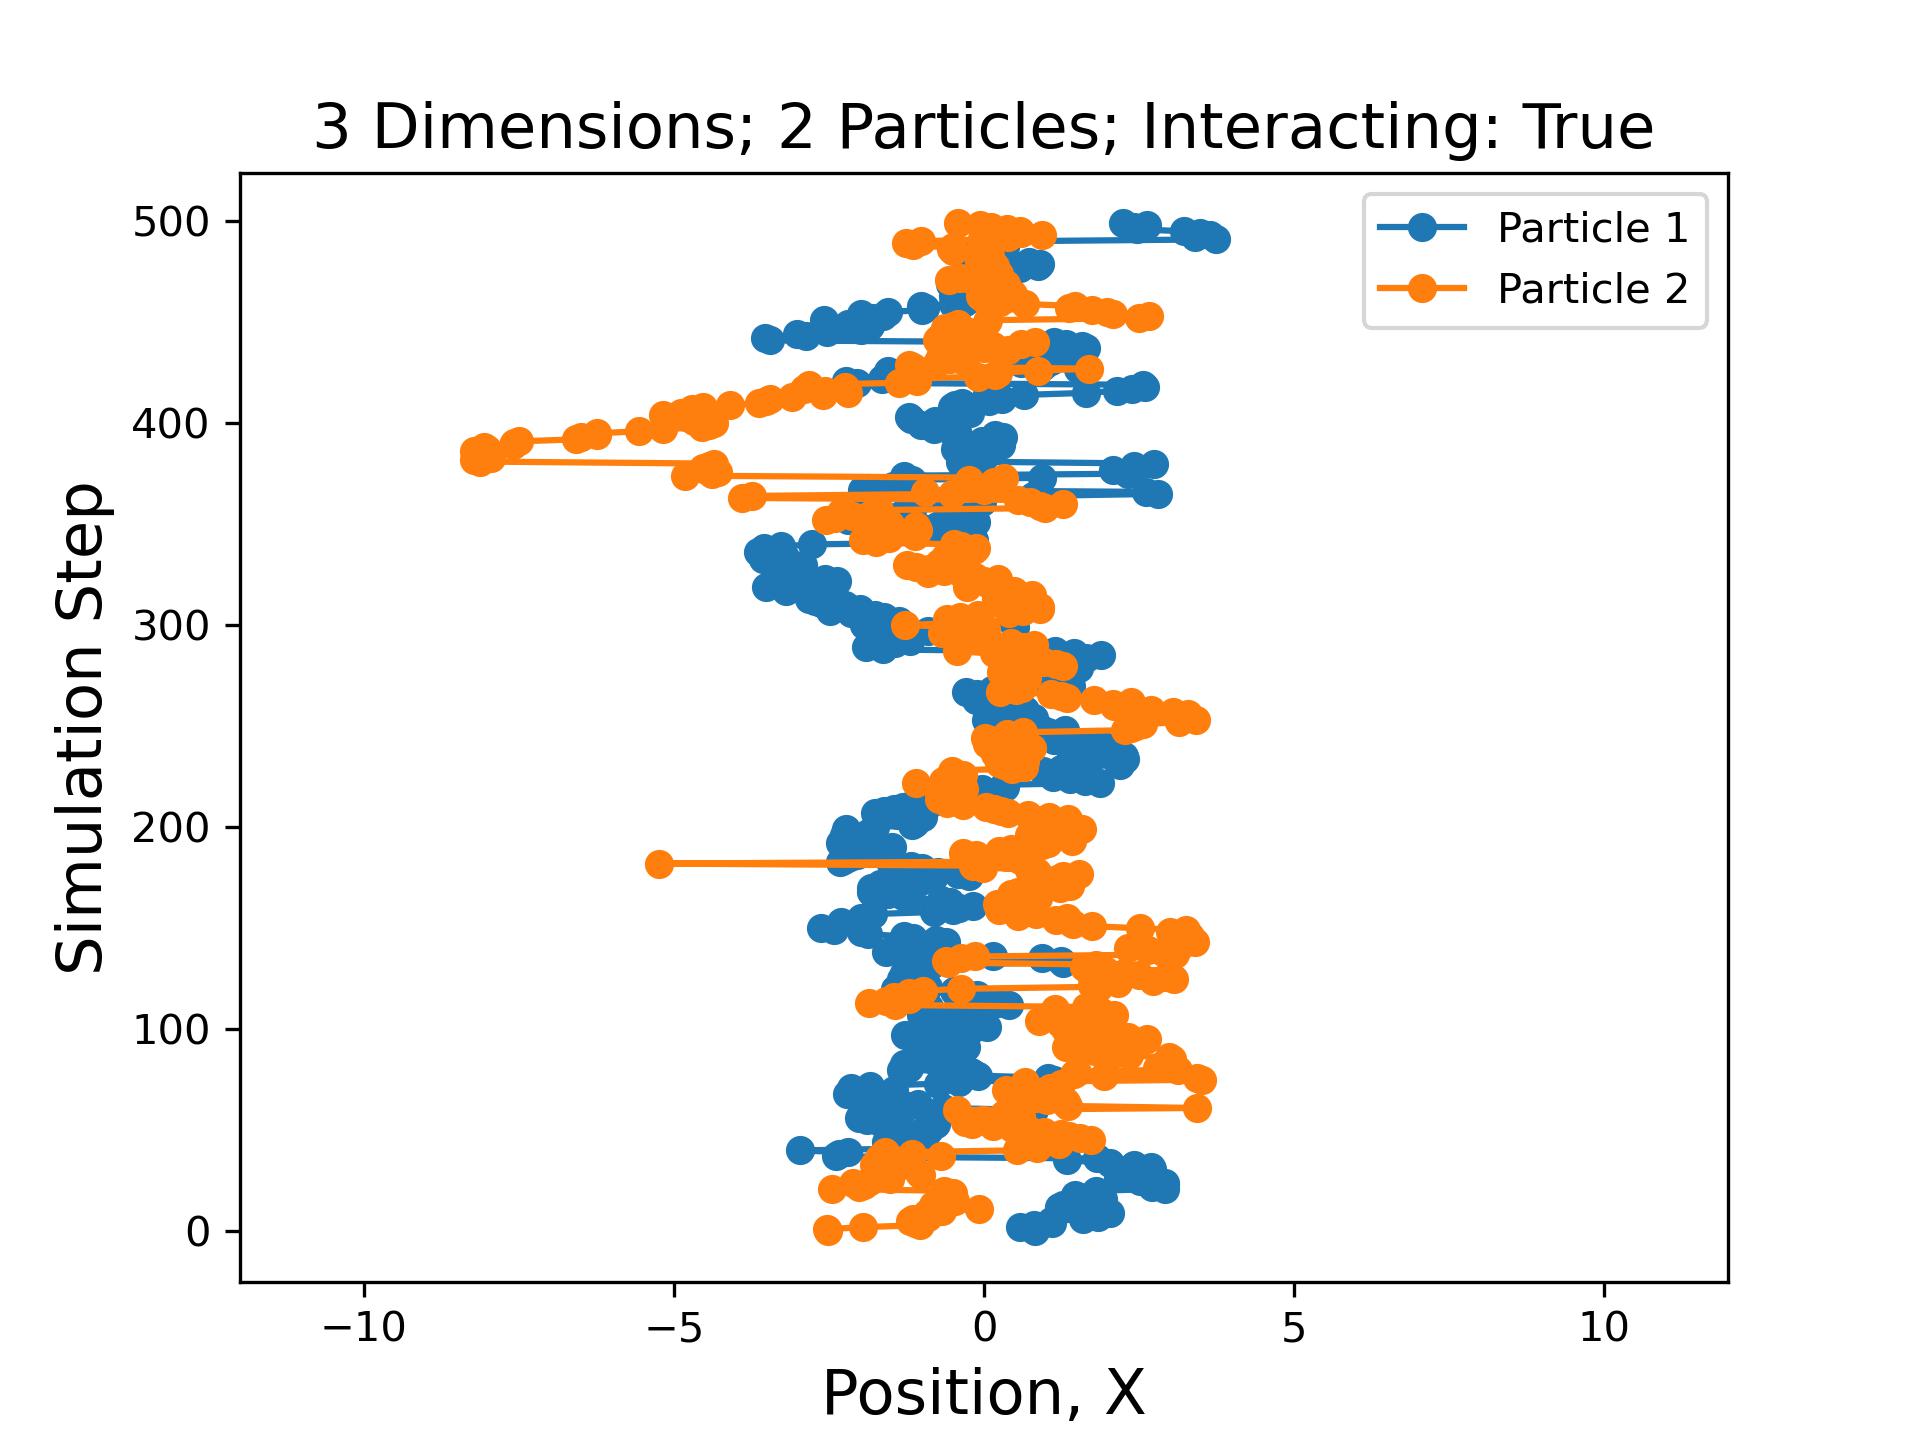 3 Dimensions; 2 Particles; Interacting: True
Particle 1
Particle 2
500
400
300
200
100
0
Simulation Step
−10
−5
0
5
10
Position, X